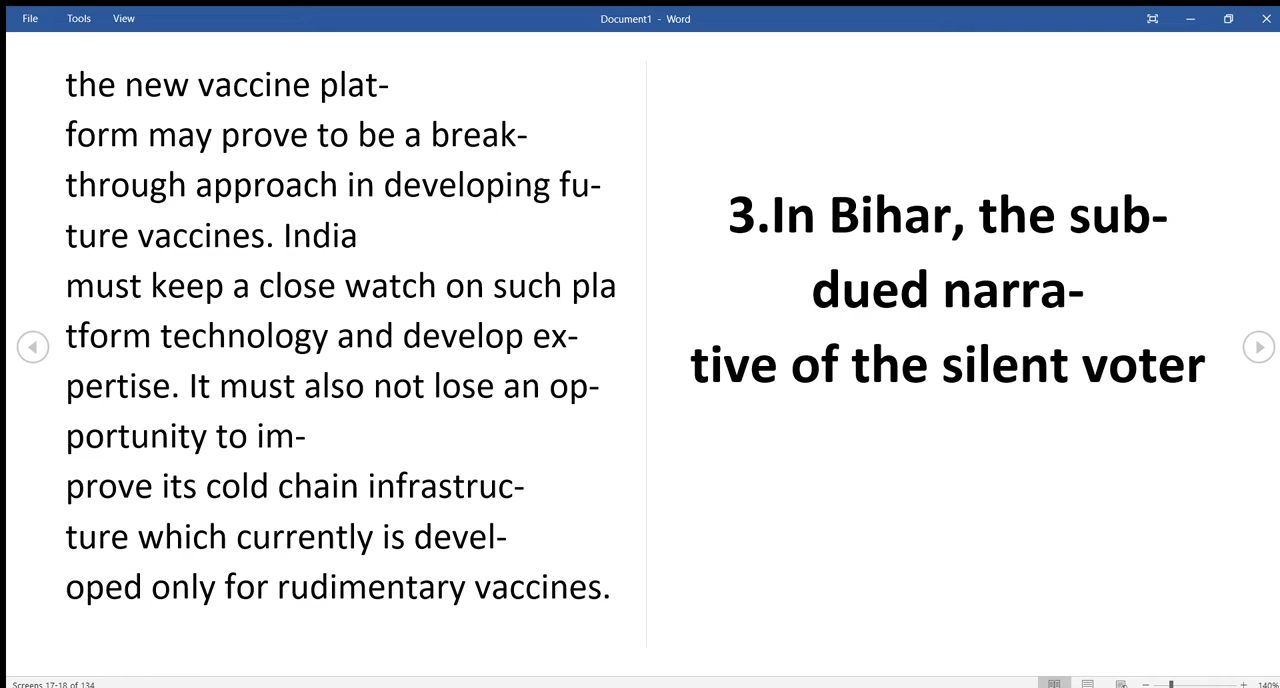 File Tools View Document1 - Word
the new vaccine plat-
form may prove to be a break-
through approach in developing fu-
ture vaccines. India
must keep a close watch on such pla
tform technology and develop ex-
pertise. It must also not lose an op-
portunity to im-
prove its cold chain infrastruc-
ture which currently is devel-
oped only for rudimentary vaccines.
3.In Bihar, the sub-
dued narra-
tive of the silent voter
Screens 17-18 of 134 140%